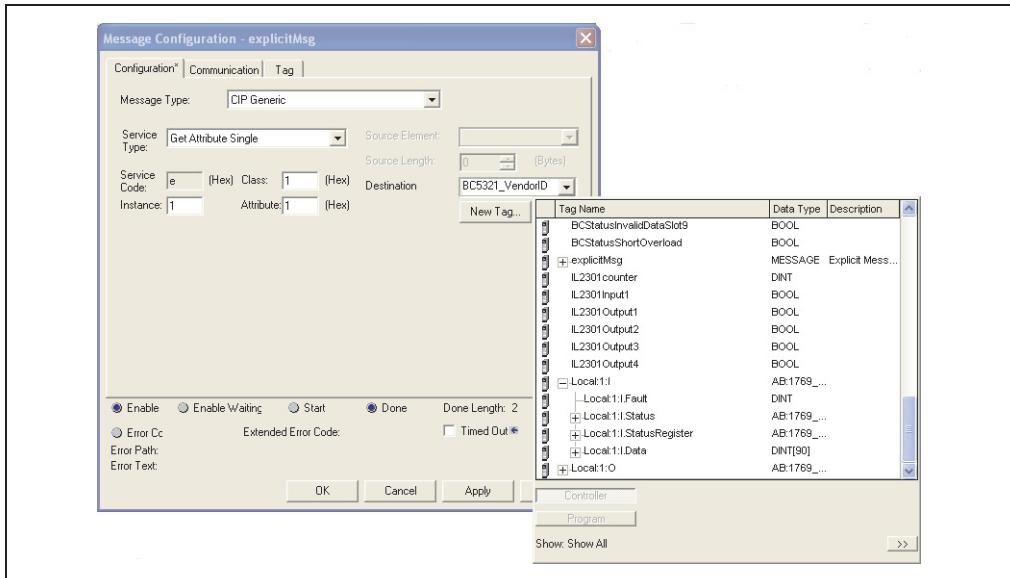 Message Configuration - explicitMsg
Configuration* Communication Tag
Message Type: CIP Generic
Service Type: Get Attribute Single
Source Element:
Source Length: 0 (Bytes)
Service Code: e (Hex) Class: 1 (Hex)
Destination BC5321_VendorID
Instance: 1 Attribute: 1 (Hex)
New Tag...
Enable Enable Waiting Start Done Done Length: 2
Error Cc Extended Error Code: Timed Out
Error Path:
Error Text:
OK Cancel Apply
Tag Name Data Type Description
BCStatusInvalidDataSlot9 BOOL
BCStatusShortOverload BOOL
explicitMsg MESSAGE Explicit Mess...
IL2301counter DINT
IL2301Input1 BOOL
IL2301Output1 BOOL
IL2301Output2 BOOL
IL2301Output3 BOOL
IL2301Output4 BOOL
Local:1:I AB:1769_...
Local:1:I.Fault DINT
Local:1:I.Status AB:1769_...
Local:1:I.StatusRegister AB:1769_...
Local:1:I.Data DINT[90]
Local:1:O AB:1769_...
Controller
Program
Show: Show All >>